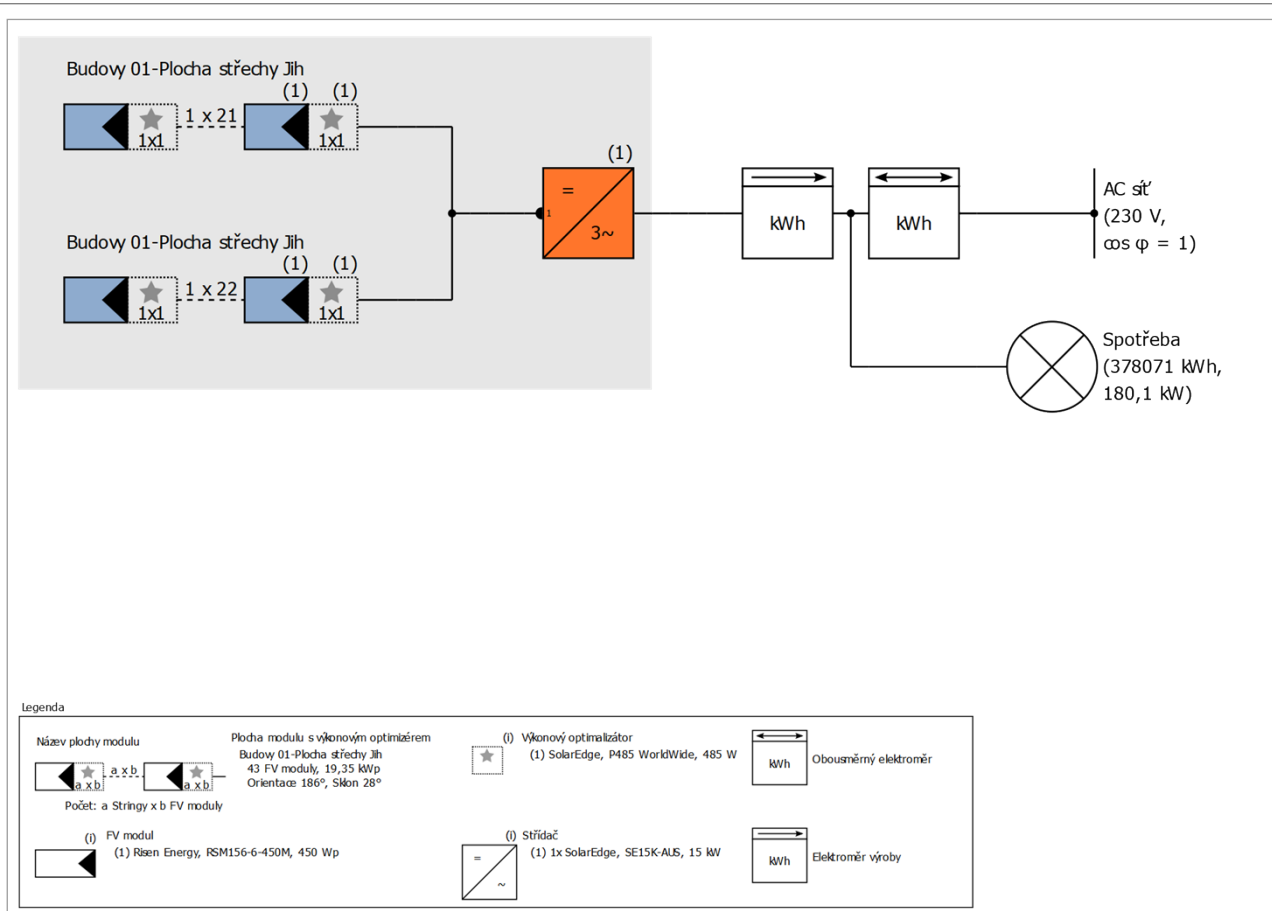 Budovy 01-Plocha střechy Jih
(1) (1)
1 x 21
1x1 1x1
(1)
=
1
3~
kWh
kWh
AC síť
(230 V,
cos φ = 1)
Budovy 01-Plocha střechy Jih
(1) (1)
1 x 22
1x1 1x1
Spotřeba
(378071 kWh,
180,1 kW)
Legenda
Název plochy modulu
a x b
a x b a x b
Počet: a Stringy x b FV moduly
Plocha modulu s výkonovým optimizérem
Budovy 01-Plocha střechy Jih
43 FV moduly, 19,35 kWp
Orientace 186°, Sklon 28°
(i) Výkonový optimalizátor
(1) SolarEdge, P485 WorldWide, 485 W
kWh
Obousměrný elektroměr
(i) FV modul
(1) Risen Energy, RSM156-6-450M, 450 Wp
=
~
(i) Střídač
(1) 1x SolarEdge, SE15K-AUS, 15 kW
kWh
Elektroměr výroby